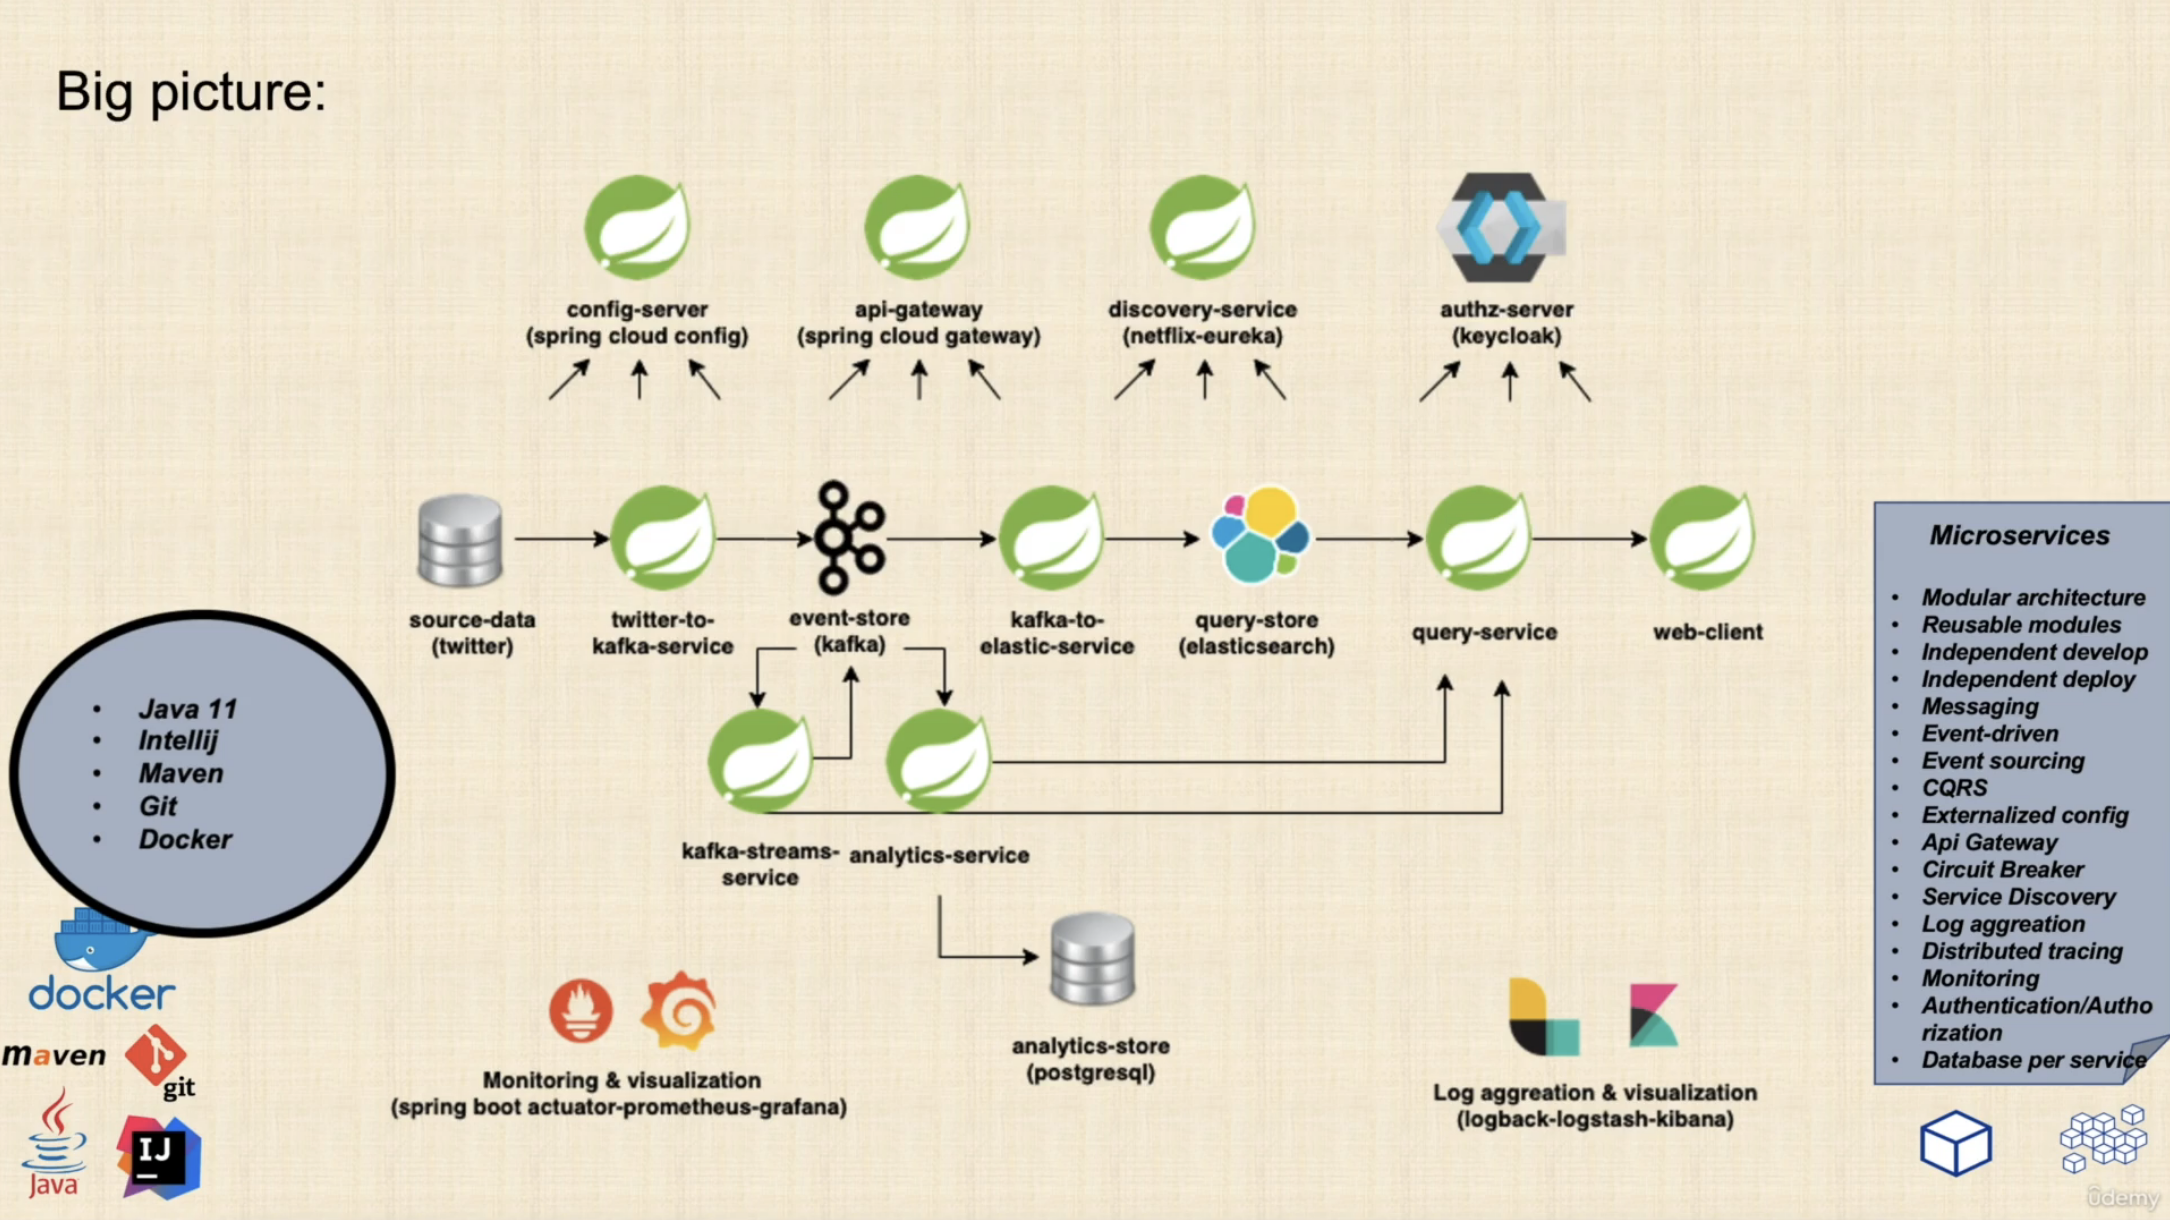 Big picture:
config-server
(spring cloud config)
api-gateway
(spring cloud gateway)
discovery-service
(netflix-eureka)
authz-server
(keycloak)
source-data
(twitter)
twitter-to-
kafka-service
event-store
(kafka)
kafka-to-
elastic-service
query-store
(elasticsearch)
query-service
web-client
kafka-streams-
service
analytics-service
analytics-store
(postgresql)
Monitoring & visualization
(spring boot actuator-prometheus-grafana)
Log aggreation & visualization
(logback-logstash-kibana)
• Java 11
• Intellij
• Maven
• Git
• Docker
docker
maven
git
Java
IJ
Microservices
• Modular architecture
• Reusable modules
• Independent develop
• Independent deploy
• Messaging
• Event-driven
• Event sourcing
• CQRS
• Externalized config
• Api Gateway
• Circuit Breaker
• Service Discovery
• Log aggreation
• Distributed tracing
• Monitoring
• Authentication/Autho
rization
• Database per service
ûdemy